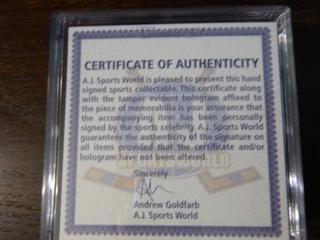 CERTIFICATE OF AUTHENTICITY
A.J. Sports World is pleased to present this hand
signed sports collectable. This certificate along
with the tamper evident hologram affixed to
the piece of memorabilia is your assurance that
the accompanying item has been personally
signed by the sports celebrity. A.J. Sports World
guarantees the authenticity of the signature on
all items provided that the certificate and/or
hologram have not been altered.
Sincerely
Andrew Goldfarb
A.J. Sports World
SPORTS WORLD